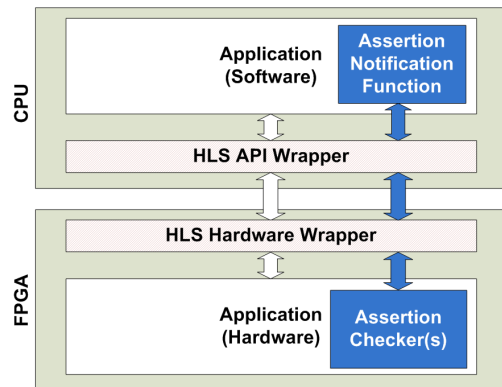 CPU
Application
(Software)
Assertion
Notification
Function
HLS API Wrapper
FPGA
HLS Hardware Wrapper
Application
(Hardware)
Assertion
Checker(s)